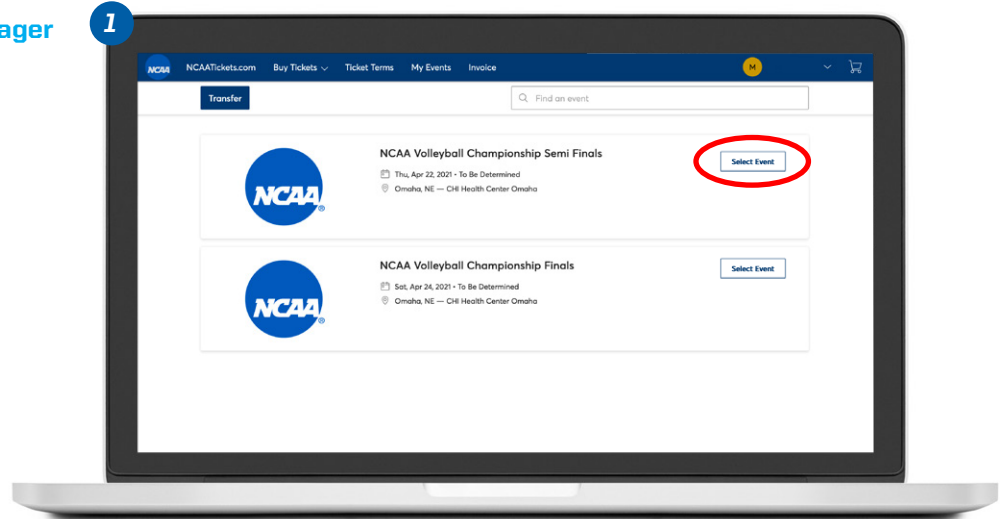 ager
1
NCAA NCAATickets.com Buy Tickets Ticket Terms My Events Invoice M
Transfer Find an event
NCAA Volleyball Championship Semi Finals
Select Event
Thu, Apr 22, 2021 • To Be Determined
Omaha, NE — CHI Health Center Omaha
NCAA®
NCAA Volleyball Championship Finals
Select Event
Sat, Apr 24, 2021 • To Be Determined
Omaha, NE — CHI Health Center Omaha
NCAA®